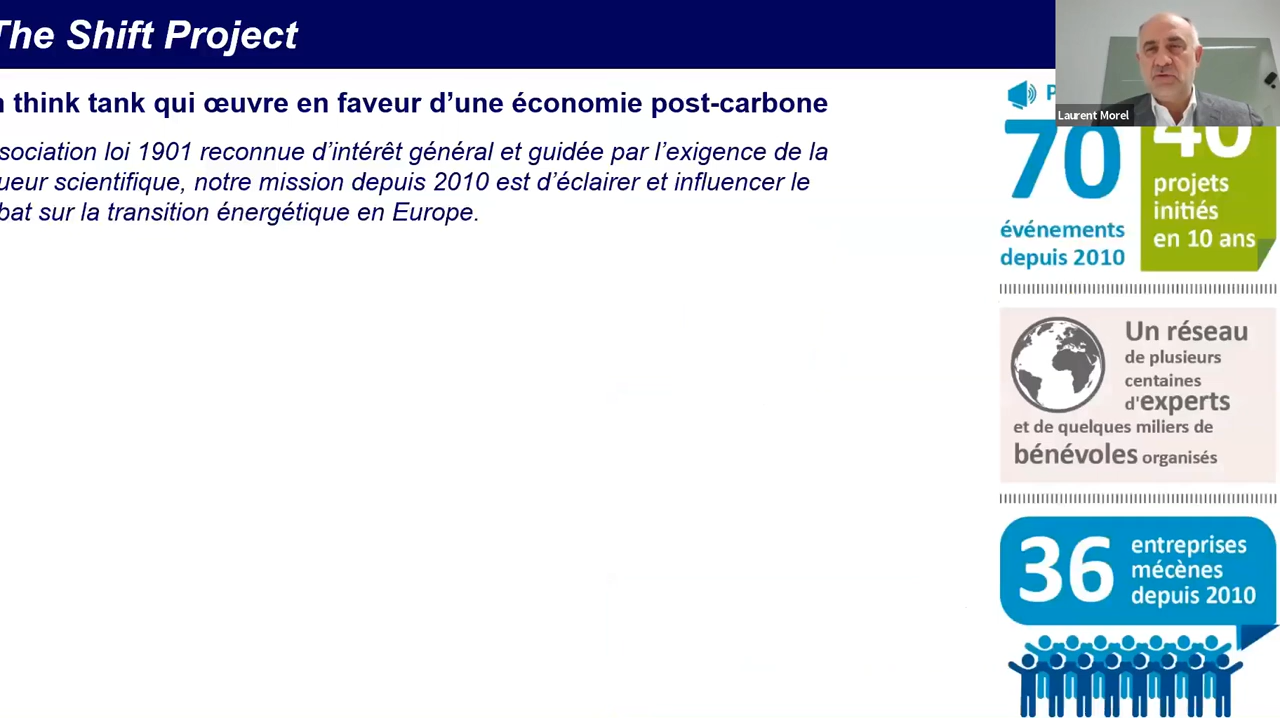 The Shift Project
think tank qui œuvre en faveur d’une économie post-carbone
sociation loi 1901 reconnue d’intérêt général et guidée par l’exigence de la
ueur scientifique, notre mission depuis 2010 est d’éclairer et influencer le
bat sur la transition énergétique en Europe.
Laurent Morel
P
70
événements
depuis 2010
40
projets
initiés
en 10 ans
Un réseau
de plusieurs
centaines
d'experts
et de quelques miliers de
bénévoles organisés
36
entreprises
mécènes
depuis 2010